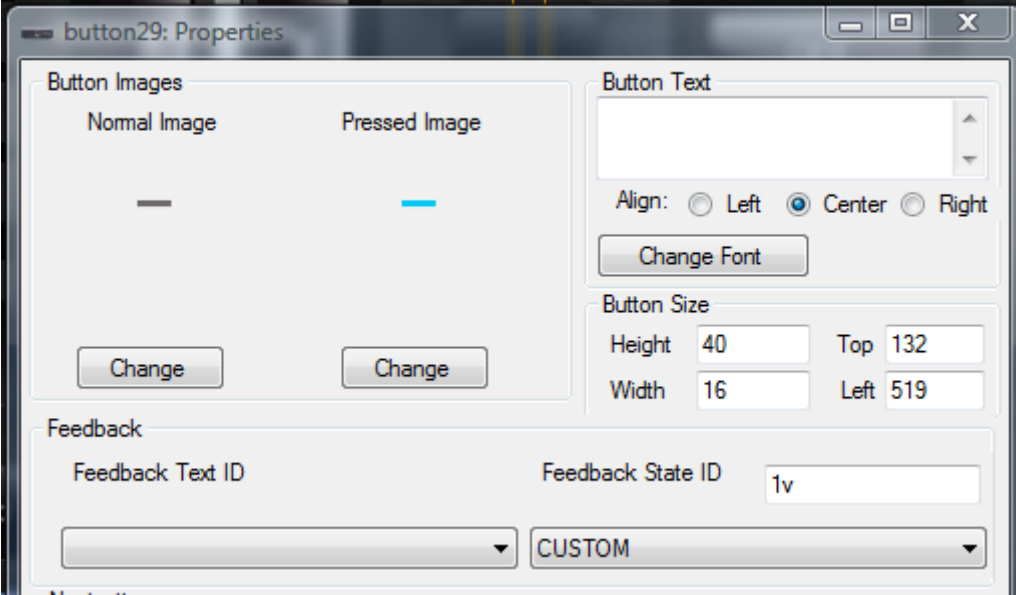 button29: Properties
Button Images
Normal Image Pressed Image
Change Change
Button Text
Align: Left Center Right
Change Font
Button Size
Height 40 Top 132
Width 16 Left 519
Feedback
Feedback Text ID Feedback State ID 1v
CUSTOM